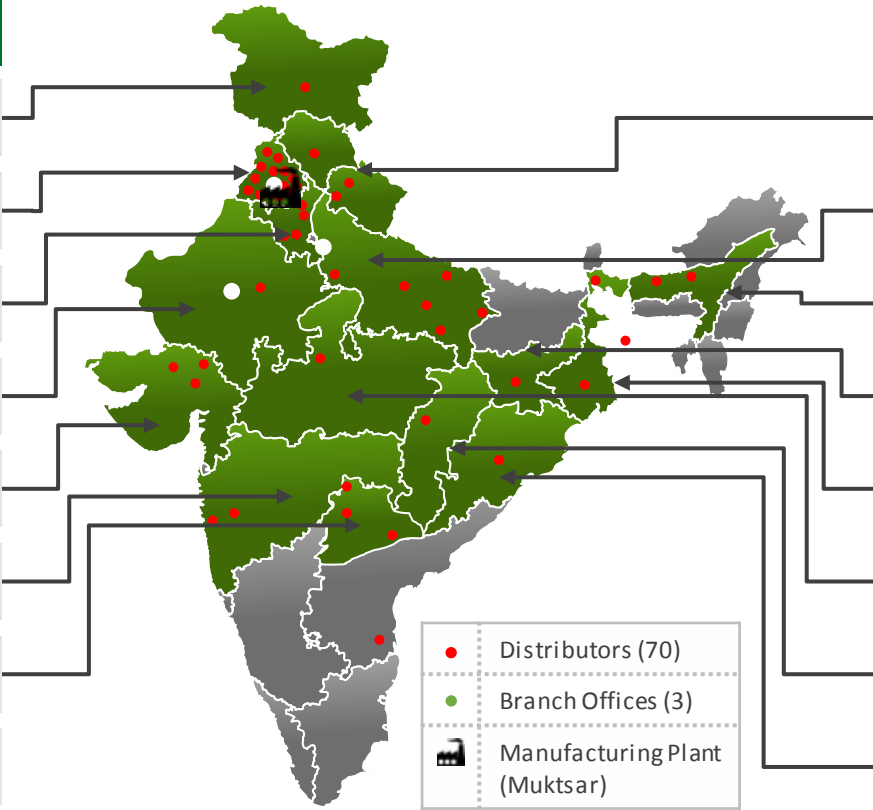 Distributors (70)
Branch Offices (3)
Manufacturing Plant
(Muktsar)